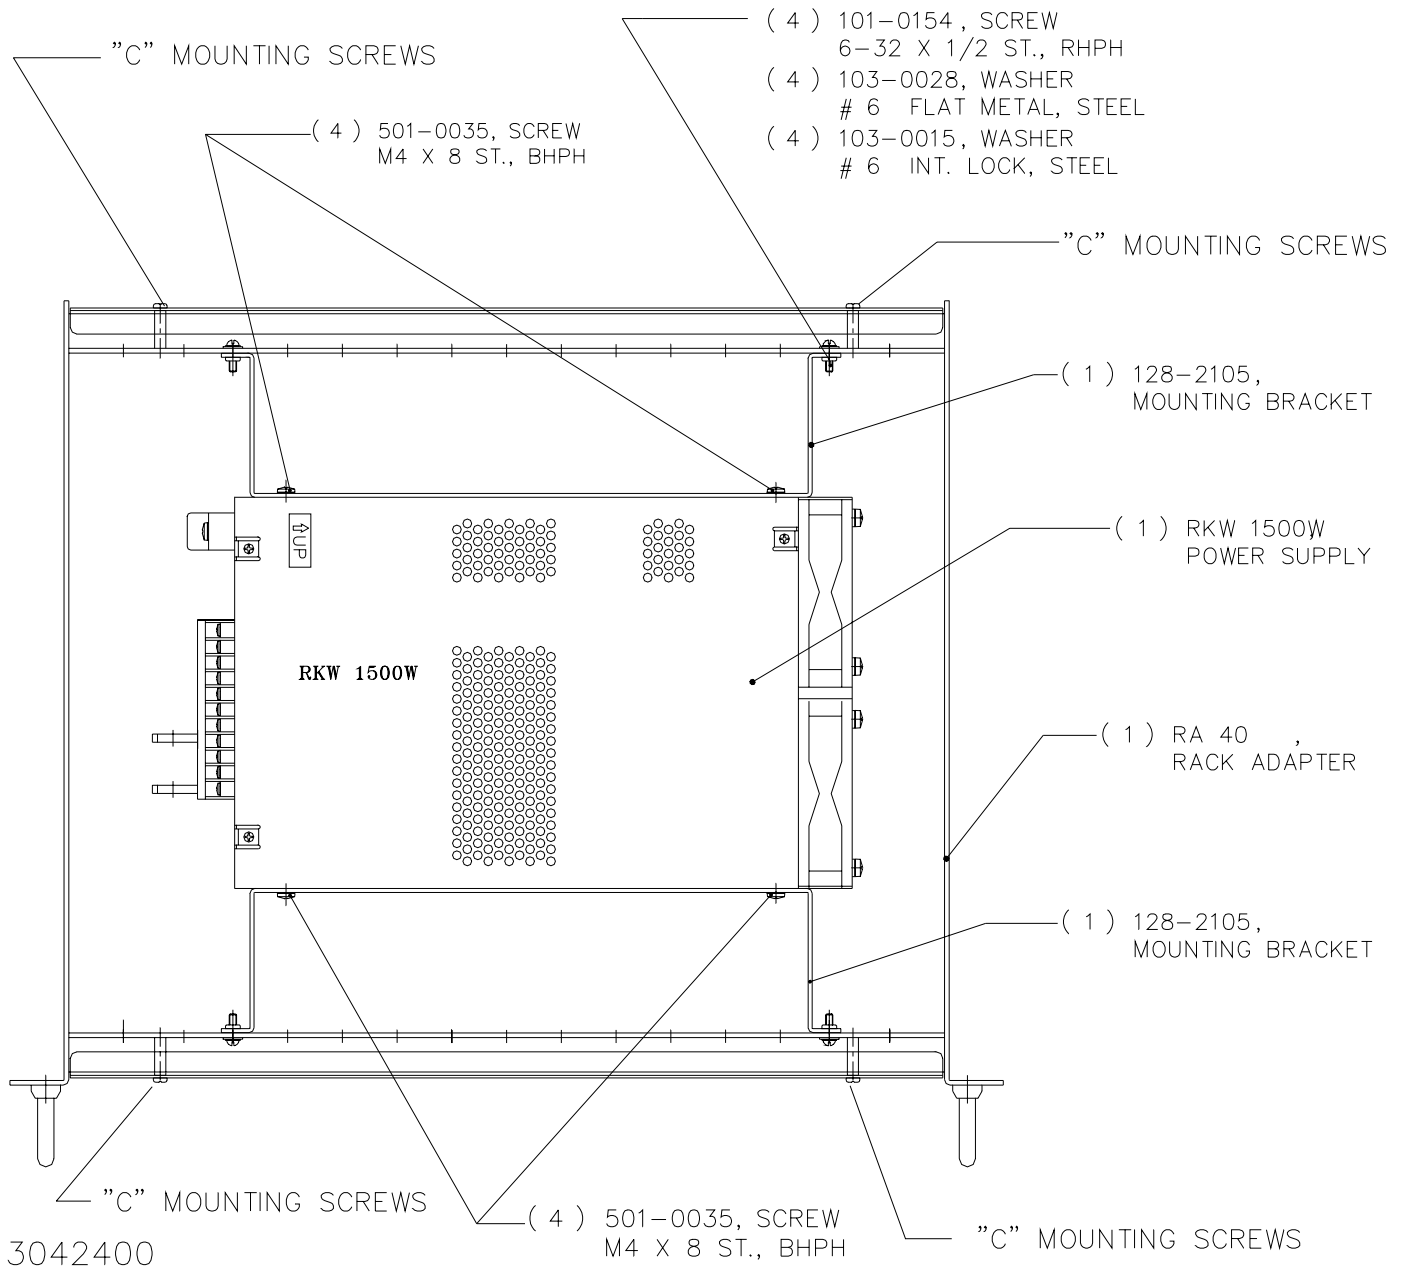 ( 4 ) 101-0154, SCREW
6-32 X 1/2 ST., RHPH
( 4 ) 103-0028, WASHER
# 6 FLAT METAL, STEEL
( 4 ) 103-0015, WASHER
# 6 INT. LOCK, STEEL
"C" MOUNTING SCREWS
( 4 ) 501-0035, SCREW
M4 X 8 ST., BHPH
"C" MOUNTING SCREWS
( 1 ) 128-2105,
MOUNTING BRACKET
UP
( 1 ) RKW 1500W
POWER SUPPLY
RKW 1500W
( 1 ) RA 40 ,
RACK ADAPTER
( 1 ) 128-2105,
MOUNTING BRACKET
"C" MOUNTING SCREWS
( 4 ) 501-0035, SCREW
M4 X 8 ST., BHPH
"C" MOUNTING SCREWS
3042400